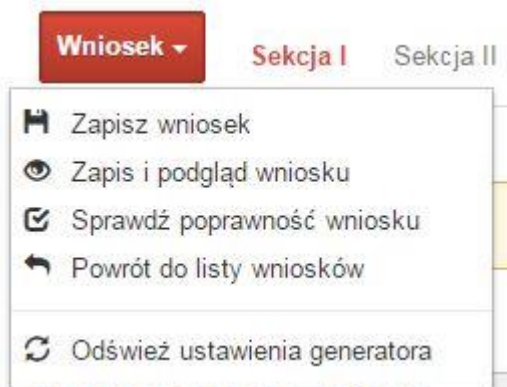 Wniosek Sekcja I Sekcja II
Zapisz wniosek
Zapis i podgląd wniosku
Sprawdź poprawność wniosku
Powrót do listy wniosków
Odśwież ustawienia generatora